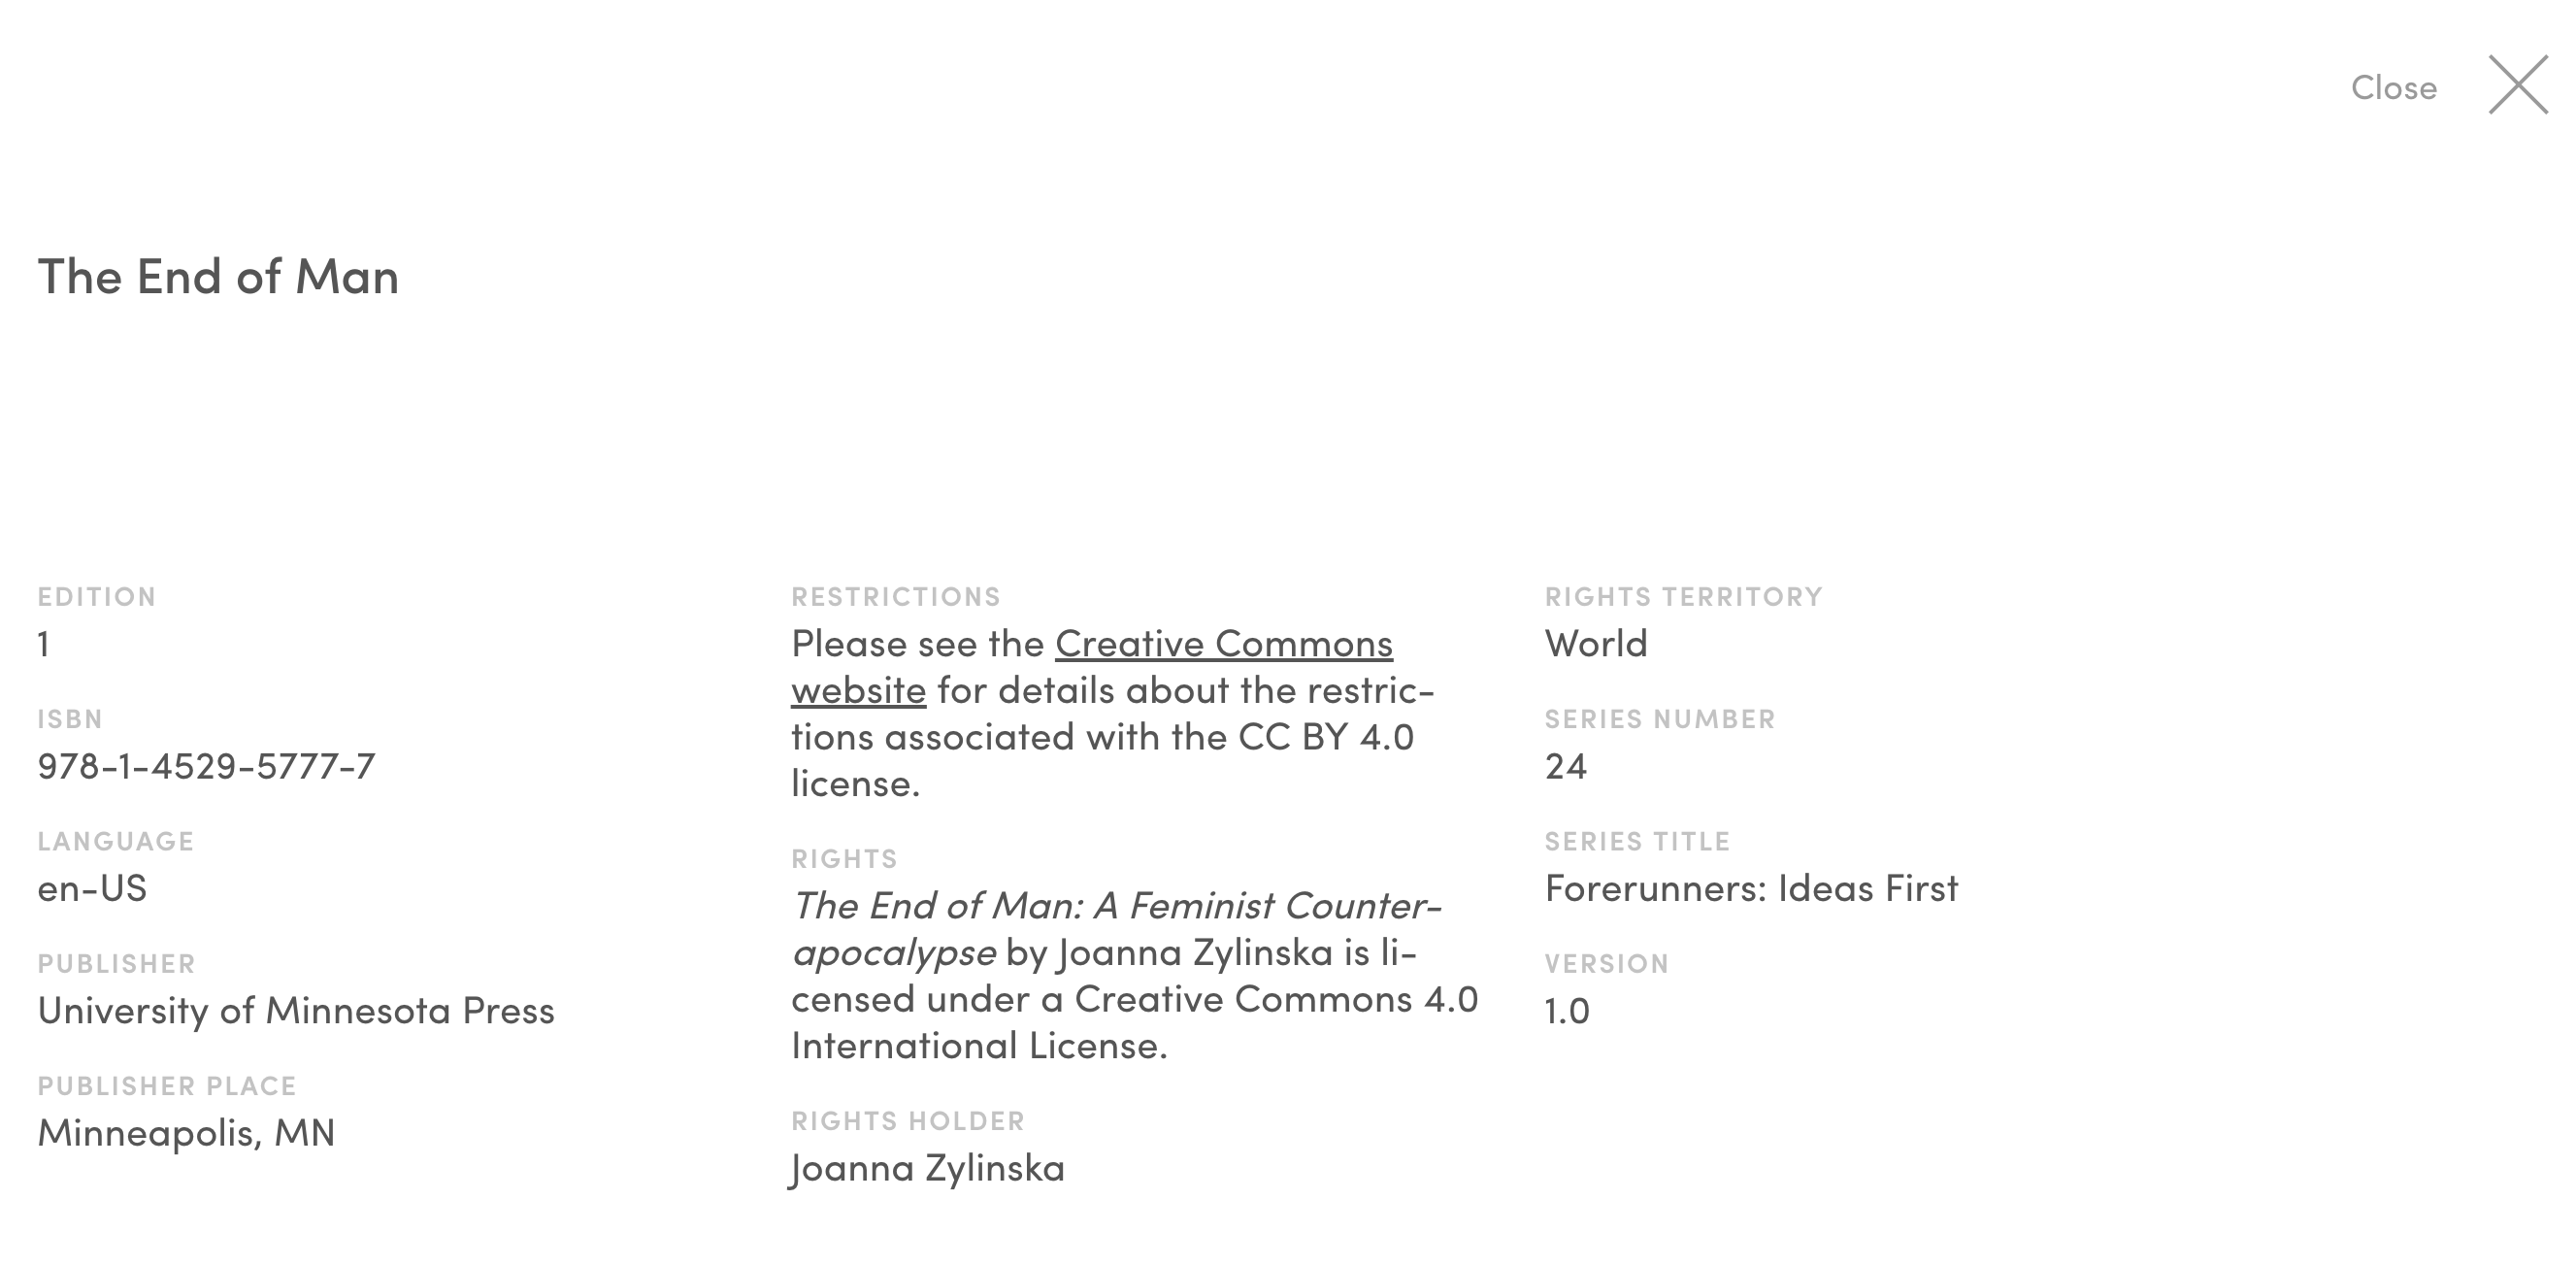 Close
The End of Man
EDITION
1
ISBN
978-1-4529-5777-7
LANGUAGE
en-US
PUBLISHER
University of Minnesota Press
PUBLISHER PLACE
Minneapolis, MN
RESTRICTIONS
Please see the Creative Commons
website for details about the restric-
tions associated with the CC BY 4.0
license.
RIGHTS
The End of Man: A Feminist Counter-
apocalypse by Joanna Zylinska is li-
censed under a Creative Commons 4.0
International License.
RIGHTS HOLDER
Joanna Zylinska
RIGHTS TERRITORY
World
SERIES NUMBER
24
SERIES TITLE
Forerunners: Ideas First
VERSION
1.0